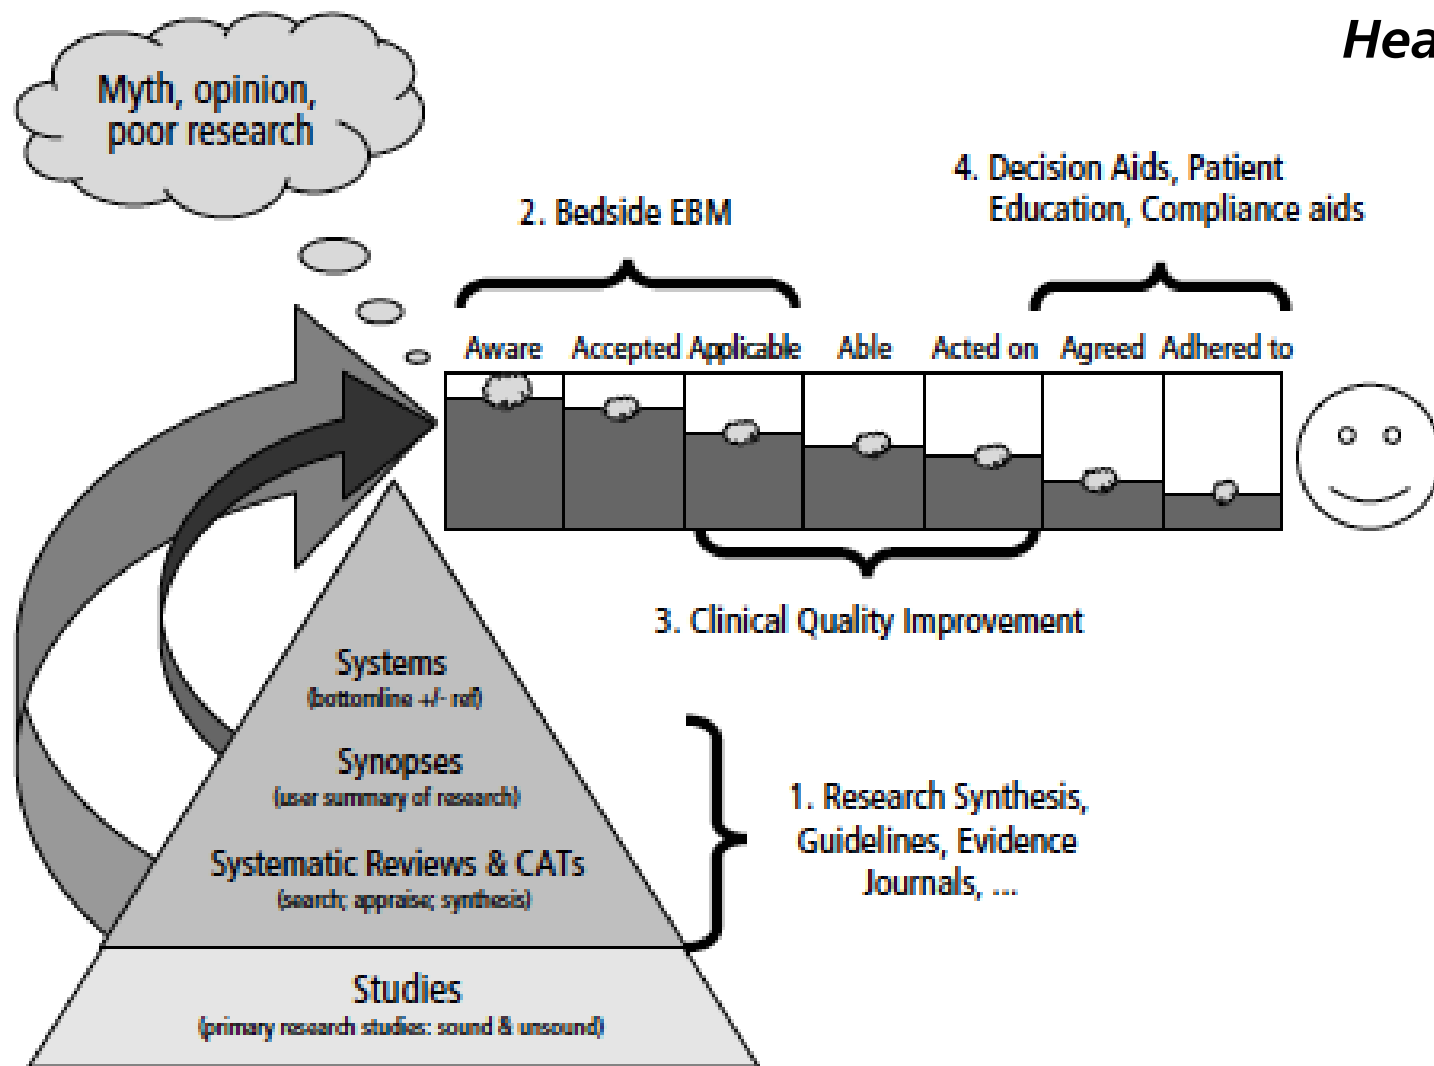 Hea
Myth, opinion,
poor research
4. Decision Aids, Patient
Education, Compliance aids
2. Bedside EBM
Aware Accepted Applicable Able Acted on Agreed Adhered to
3. Clinical Quality Improvement
Systems
(bottomline +/- ref)
Synopses
(user summary of research)
1. Research Synthesis,
Guidelines, Evidence
Journals, ...
Systematic Reviews & CATs
(search; appraise; synthesis)
Studies
(primary research studies: sound & unsound)